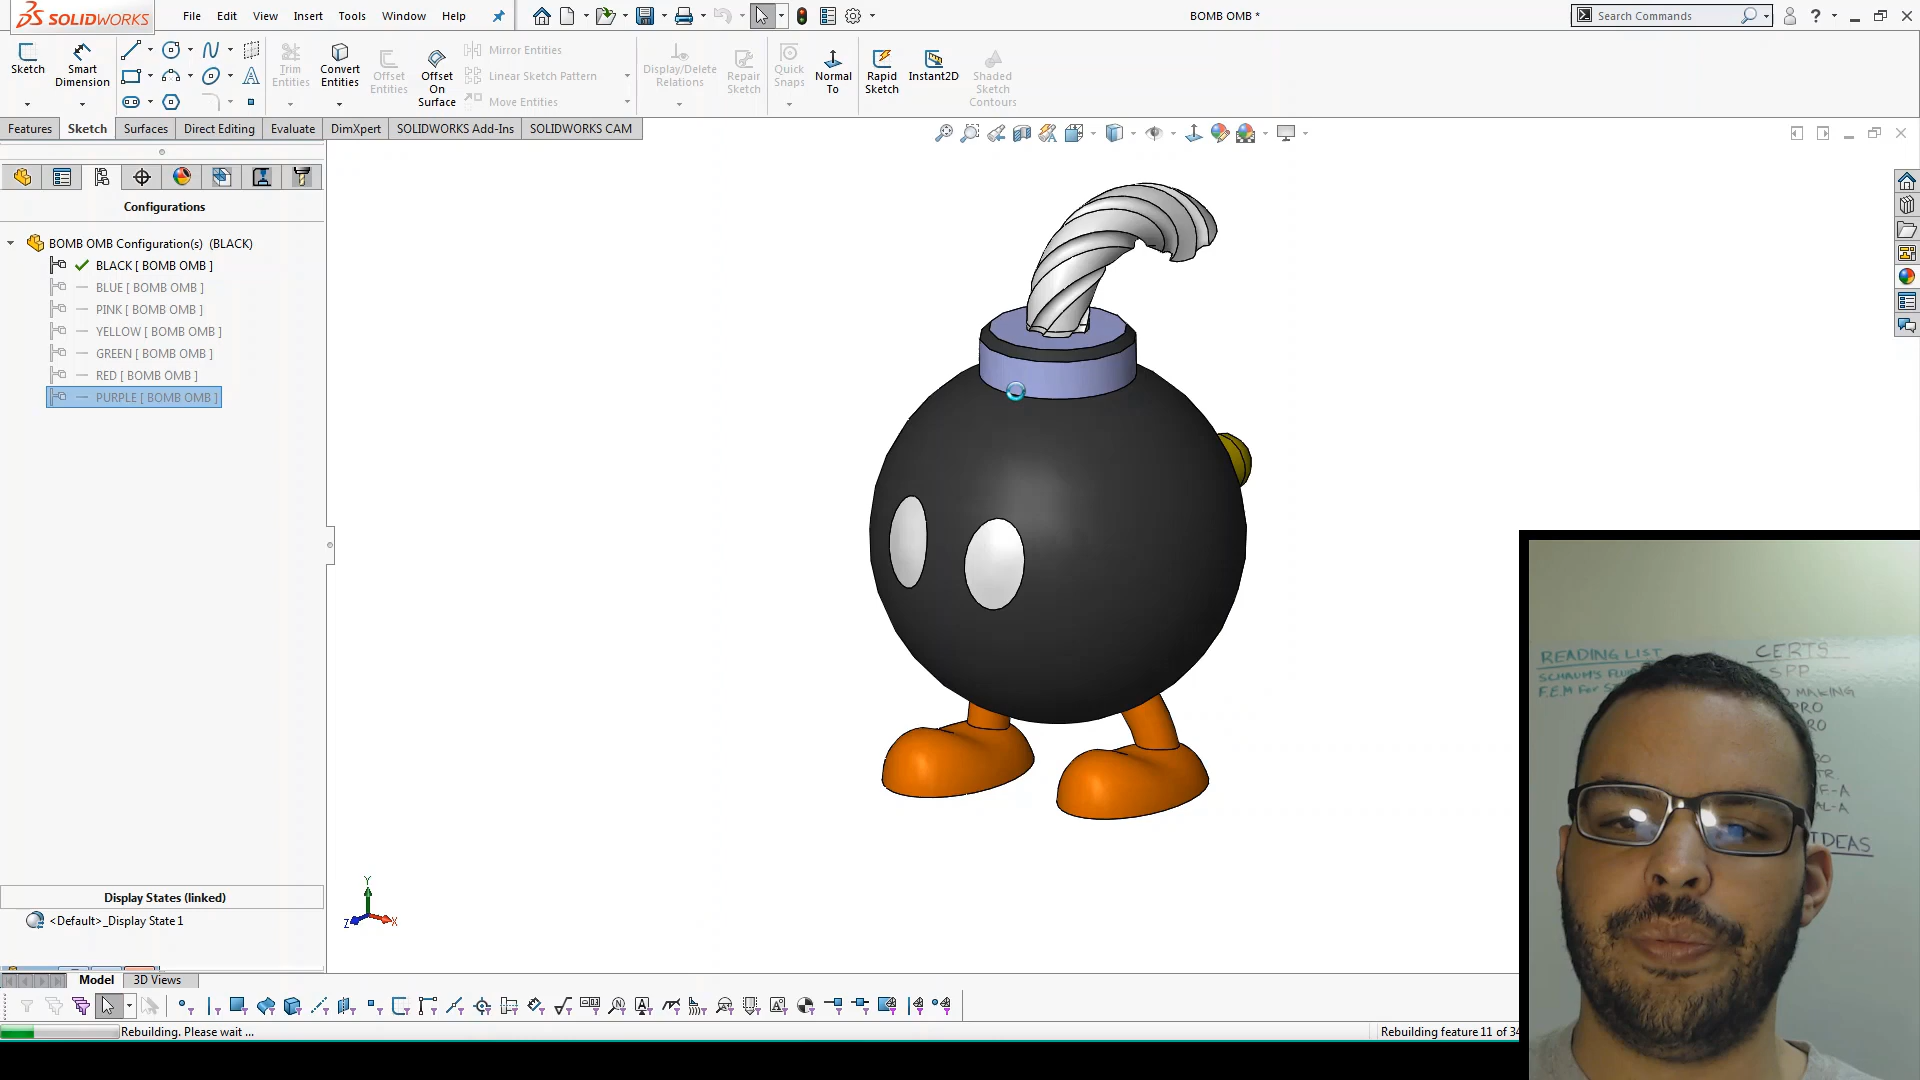 SOLIDWORKS
File Edit View Insert Tools Window Help
BOMB OMB *
Search Commands
Sketch
Smart Dimension
Trim Entities
Convert Entities
Offset Entities
Offset On Surface
Mirror Entities
Linear Sketch Pattern
Move Entities
Display/Delete Relations
Repair Sketch
Quick Snaps
Normal To
Rapid Sketch
Instant2D
Shaded Sketch Contours
Features Sketch Surfaces Direct Editing Evaluate DimXpert SOLIDWORKS Add-Ins SOLIDWORKS CAM
Configurations
BOMB OMB Configuration(s) (BLACK)
BLACK [ BOMB OMB ]
BLUE [ BOMB OMB ]
PINK [ BOMB OMB ]
YELLOW [ BOMB OMB ]
GREEN [ BOMB OMB ]
RED [ BOMB OMB ]
PURPLE [ BOMB OMB ]
Display States (linked)
<Default>_Display State 1
Y
Z
X
Model 3D Views
Rebuilding. Please wait ...
Rebuilding feature 11 of 34
READING LIST
F.E.M For
CERTS
SPP
MAKING
PRO
IDEAS